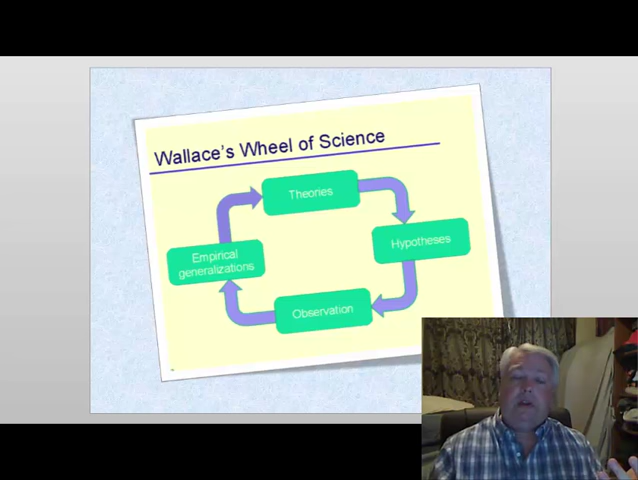 Wallace's Wheel of Science
Theories
Hypotheses
Empirical
generalizations
Observation